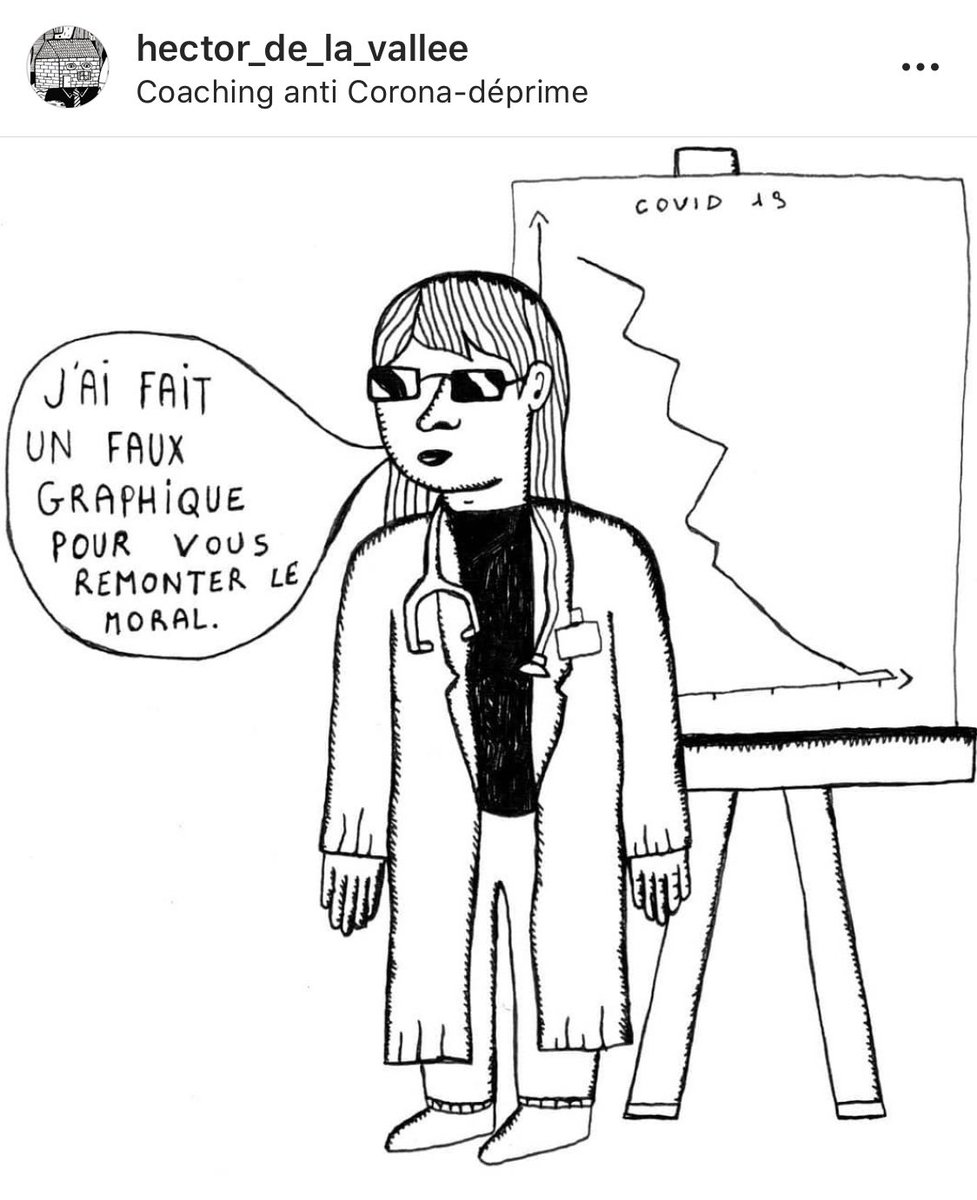 hector_de_la_vallee
Coaching anti Corona-déprime
COVID 19
J'Ai FAiT
UN FAUX
GRAPHiQUE
POUR VOUS
REMONTER LE
MORAL.